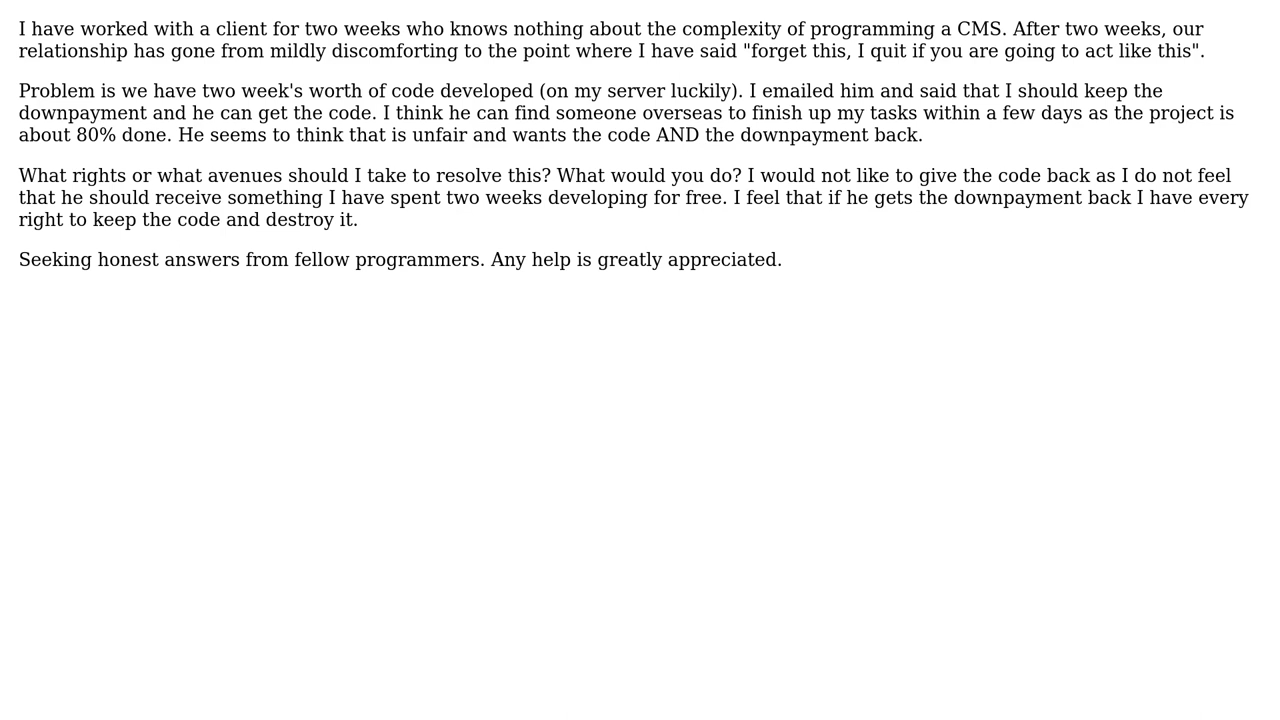 I have worked with a client for two weeks who knows nothing about the complexity of programming a CMS. After two weeks, our
relationship has gone from mildly discomforting to the point where I have said "forget this, I quit if you are going to act like this".
Problem is we have two week's worth of code developed (on my server luckily). I emailed him and said that I should keep the
downpayment and he can get the code. I think he can find someone overseas to finish up my tasks within a few days as the project is
about 80% done. He seems to think that is unfair and wants the code AND the downpayment back.
What rights or what avenues should I take to resolve this? What would you do? I would not like to give the code back as I do not feel
that he should receive something I have spent two weeks developing for free. I feel that if he gets the downpayment back I have every
right to keep the code and destroy it.
Seeking honest answers from fellow programmers. Any help is greatly appreciated.